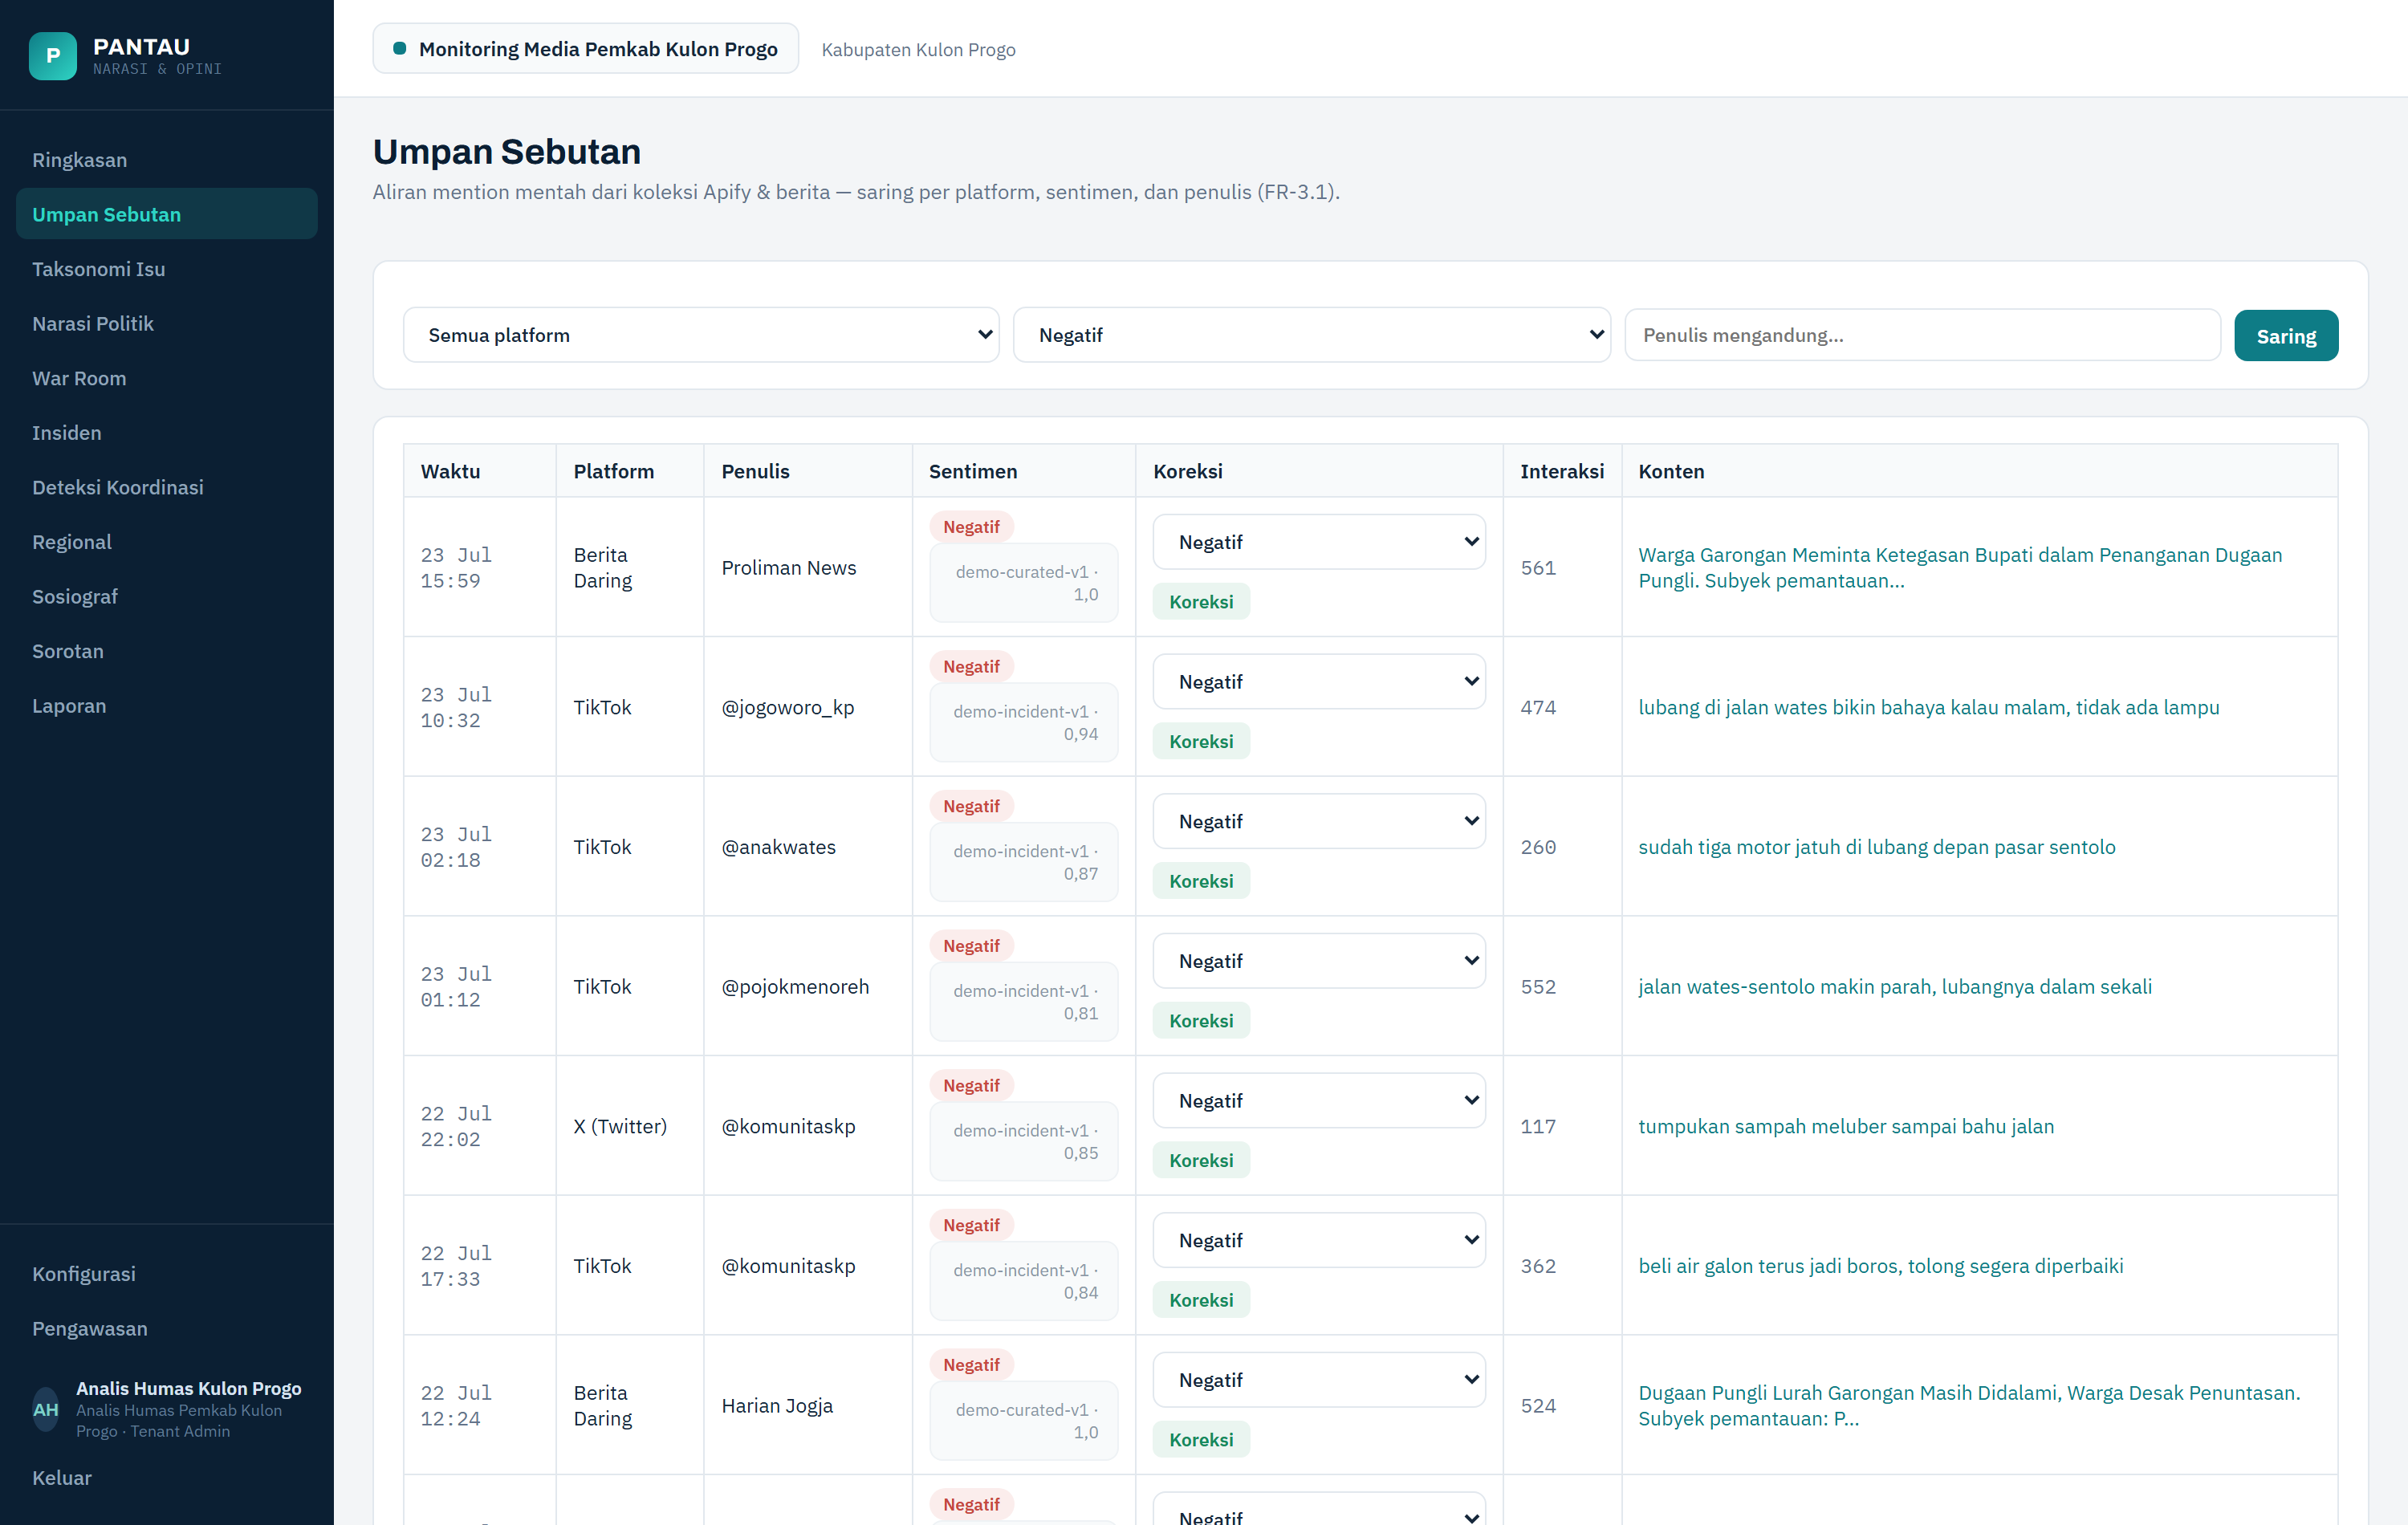 P
PANTAU
NARASI & OPINI
Ringkasan
Umpan Sebutan
Taksonomi Isu
Narasi Politik
War Room
Insiden
Deteksi Koordinasi
Regional
Sosiograf
Sorotan
Laporan
Konfigurasi
Pengawasan
AH
Analis Humas Kulon Progo
Analis Humas Pemkab Kulon
Progo · Tenant Admin
Keluar
Monitoring Media Pemkab Kulon Progo
Kabupaten Kulon Progo
Umpan Sebutan
Aliran mention mentah dari koleksi Apify & berita — saring per platform, sentimen, dan penulis (FR-3.1).
Semua platform
Negatif
Penulis mengandung...
Saring
Waktu Platform Penulis Sentimen Koreksi Interaksi Konten
23 Jul
15:59
Berita
Daring
Proliman News
Negatif
demo-curated-v1 ·
1,0
Negatif
Koreksi
561
Warga Garongan Meminta Ketegasan Bupati dalam Penanganan Dugaan
Pungli. Subyek pemantauan...
23 Jul
10:32
TikTok
@jogoworo_kp
Negatif
demo-incident-v1 ·
0,94
Negatif
Koreksi
474
lubang di jalan wates bikin bahaya kalau malam, tidak ada lampu
23 Jul
02:18
TikTok
@anakwates
Negatif
demo-incident-v1 ·
0,87
Negatif
Koreksi
260
sudah tiga motor jatuh di lubang depan pasar sentolo
23 Jul
01:12
TikTok
@pojokmenoreh
Negatif
demo-incident-v1 ·
0,81
Negatif
Koreksi
552
jalan wates-sentolo makin parah, lubangnya dalam sekali
22 Jul
22:02
X (Twitter)
@komunitaskp
Negatif
demo-incident-v1 ·
0,85
Negatif
Koreksi
117
tumpukan sampah meluber sampai bahu jalan
22 Jul
17:33
TikTok
@komunitaskp
Negatif
demo-incident-v1 ·
0,84
Negatif
Koreksi
362
beli air galon terus jadi boros, tolong segera diperbaiki
22 Jul
12:24
Berita
Daring
Harian Jogja
Negatif
demo-curated-v1 ·
1,0
Negatif
Koreksi
524
Dugaan Pungli Lurah Garongan Masih Didalami, Warga Desak Penuntasan.
Subyek pemantauan: P...
Negatif
Negatif